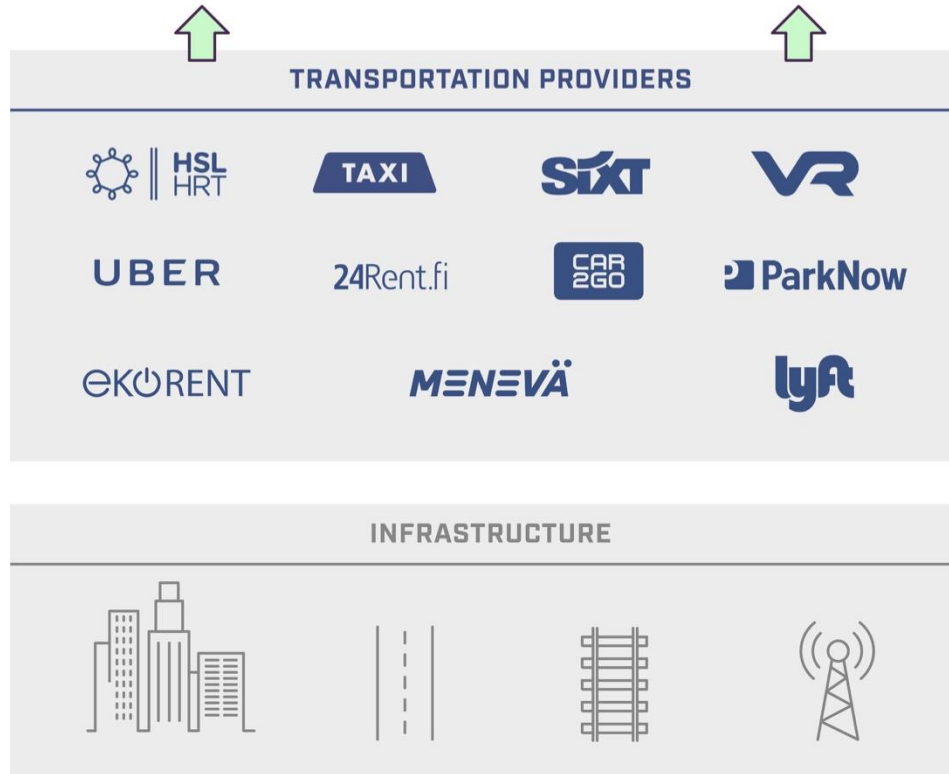 TRANSPORTATION PROVIDERS
HSL
HRT
TAXI
SIXT
VR
UBER
24Rent.fi
CAR
2GO
ParkNow
eKORENT
MENEVÄ
lyft
INFRASTRUCTURE